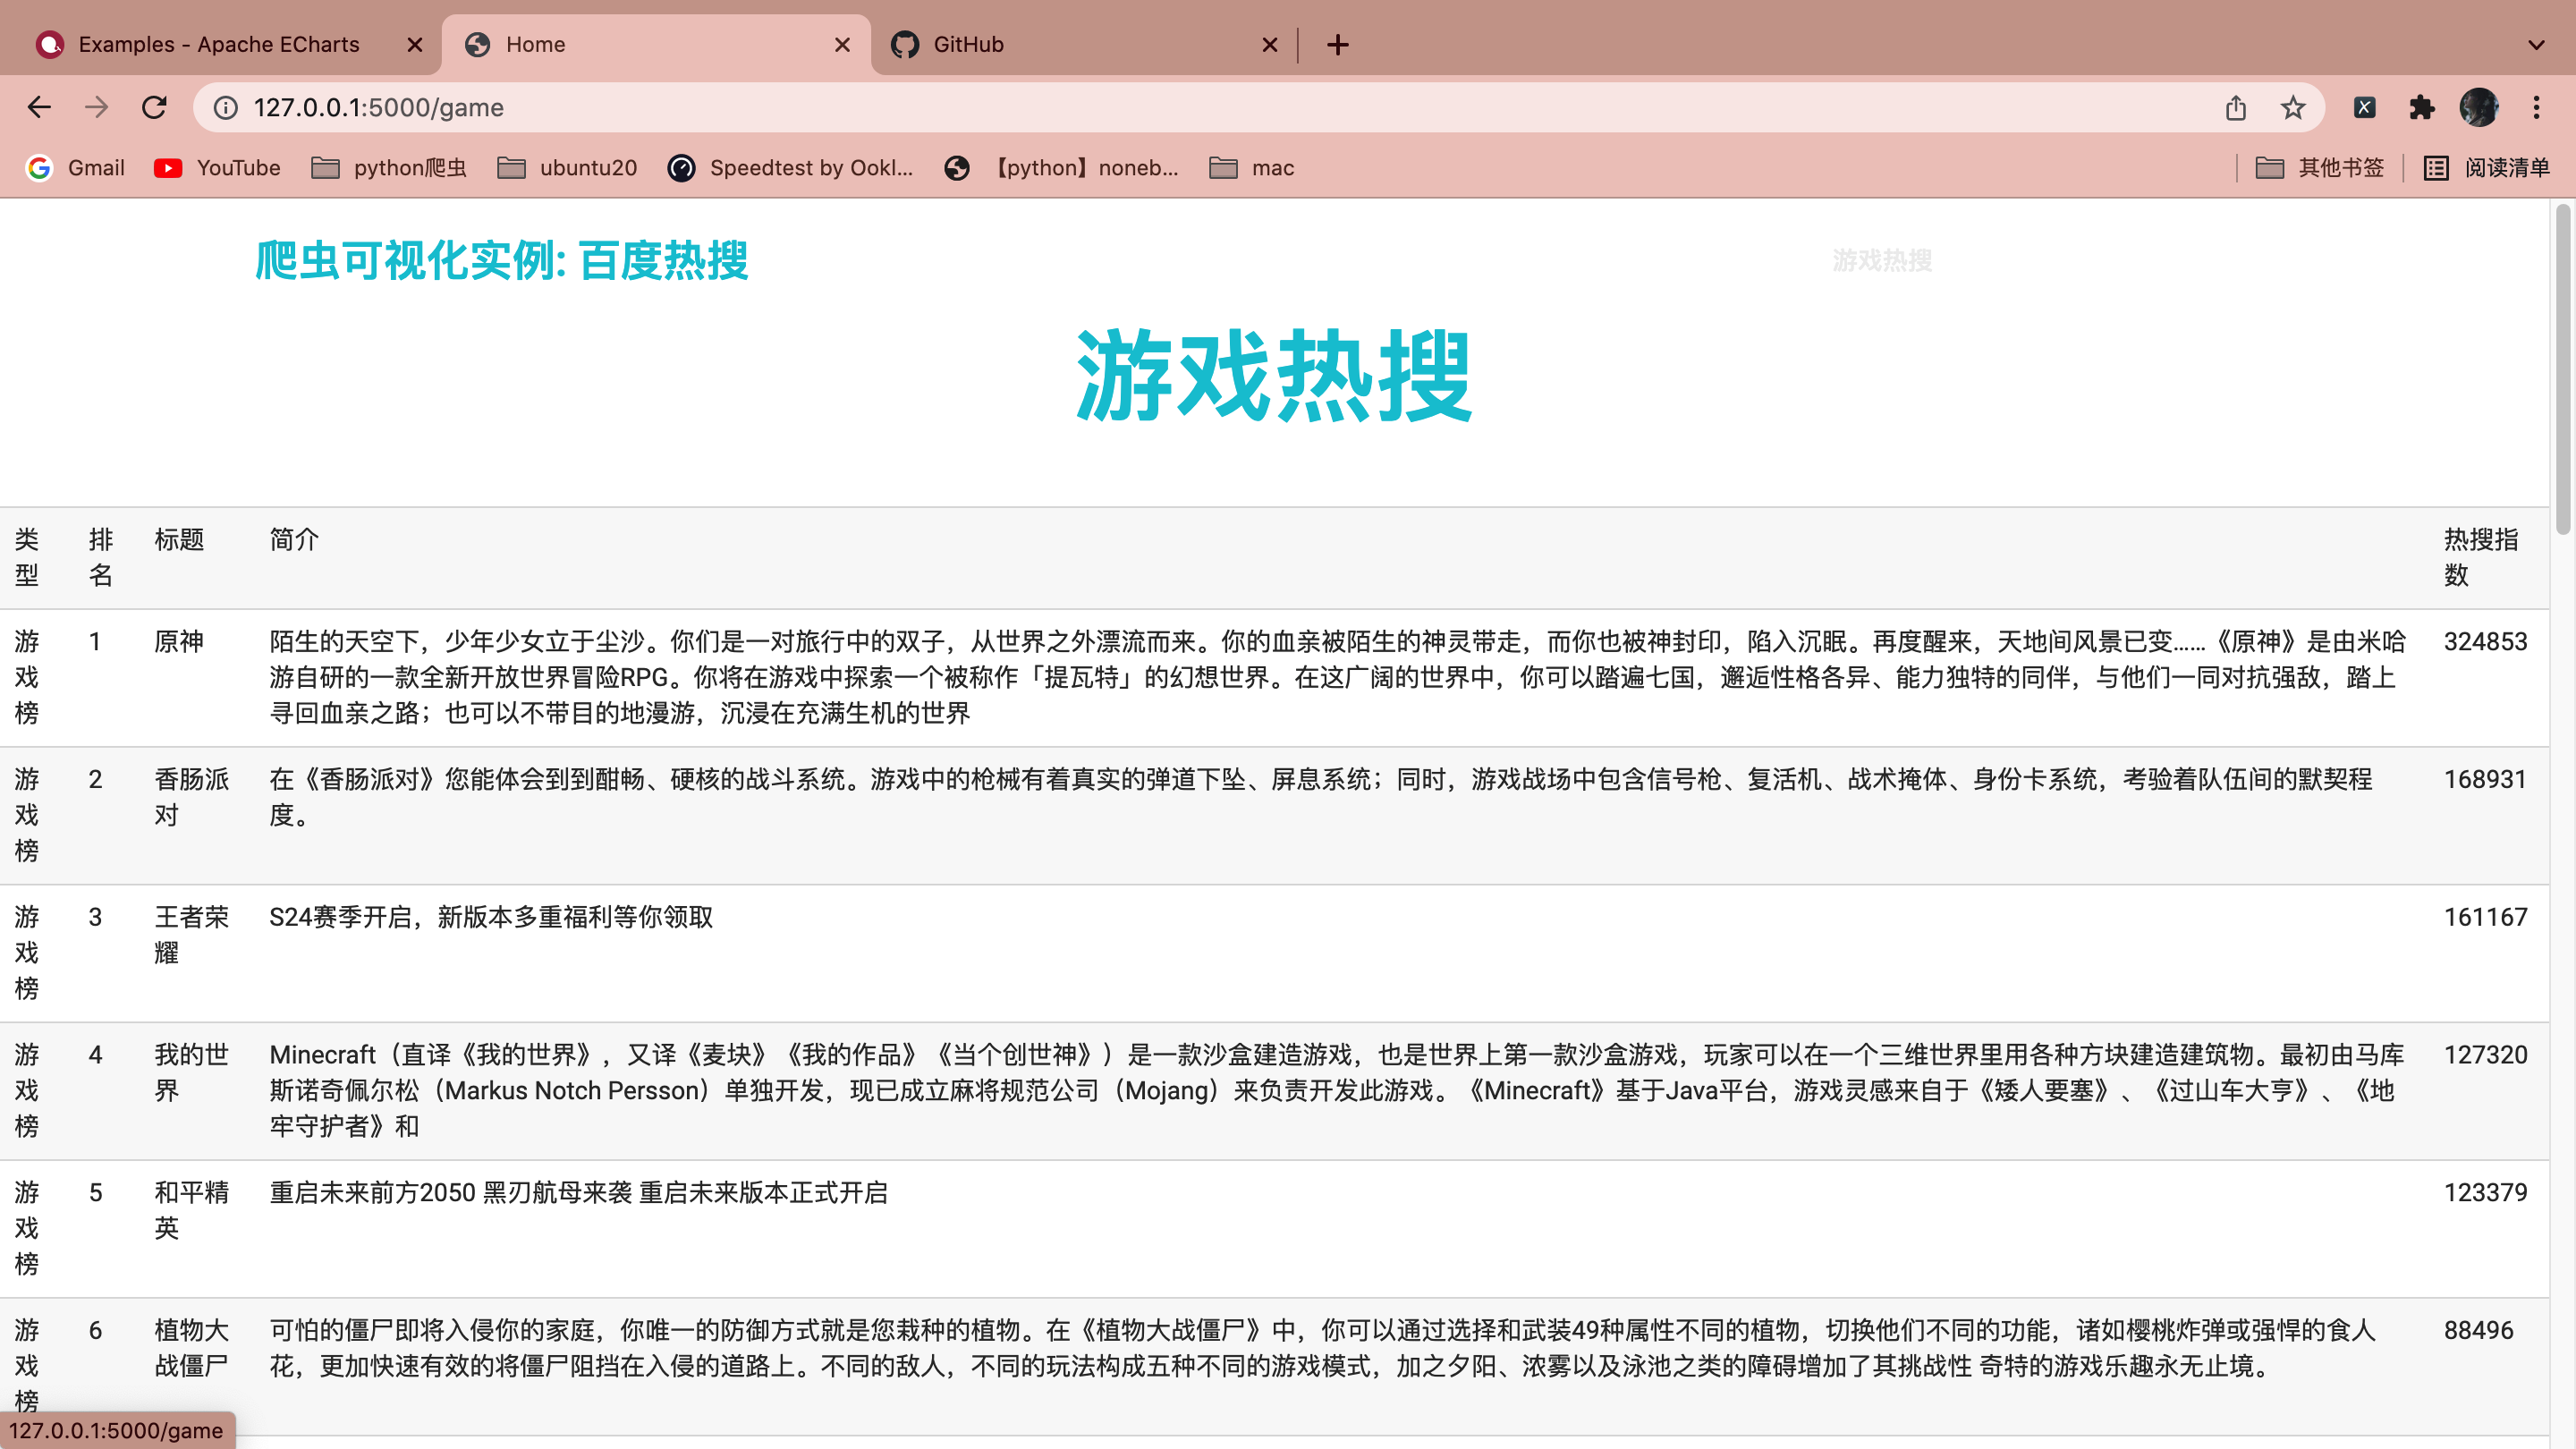 Examples - Apache ECharts
Home
GitHub
127.0.0.1:5000/game
Gmail
YouTube
python爬虫
ubuntu20
Speedtest by Ookl...
【python】noneb...
mac
其他书签
阅读清单
爬虫可视化实例: 百度热搜
游戏热搜
游戏热搜
类型
排名
标题
简介
热搜指数
游戏榜
1
原神
陌生的天空下，少年少女立于尘沙。你们是一对旅行中的双子，从世界之外漂流而来。你的血亲被陌生的神灵带走，而你也被神封印，陷入沉眠。再度醒来，天地间风景已变……《原神》是由米哈
游自研的一款全新开放世界冒险RPG。你将在游戏中探索一个被称作「提瓦特」的幻想世界。在这广阔的世界中，你可以踏遍七国，邂逅性格各异、能力独特的同伴，与他们一同对抗强敌，踏上
寻回血亲之路；也可以不带目的地漫游，沉浸在充满生机的世界
324853
游戏榜
2
香肠派对
在《香肠派对》您能体会到到酣畅、硬核的战斗系统。游戏中的枪械有着真实的弹道下坠、屏息系统；同时，游戏战场中包含信号枪、复活机、战术掩体、身份卡系统，考验着队伍间的默契程
度。
168931
游戏榜
3
王者荣耀
S24赛季开启，新版本多重福利等你领取
161167
游戏榜
4
我的世界
Minecraft（直译《我的世界》，又译《麦块》《我的作品》《当个创世神》）是一款沙盒建造游戏，也是世界上第一款沙盒游戏，玩家可以在一个三维世界里用各种方块建造建筑物。最初由马库
斯诺奇佩尔松（Markus Notch Persson）单独开发，现已成立麻将规范公司（Mojang）来负责开发此游戏。《Minecraft》基于Java平台，游戏灵感来自于《矮人要塞》、《过山车大亨》、《地
牢守护者》和
127320
游戏榜
5
和平精英
重启未来前方2050 黑刃航母来袭 重启未来版本正式开启
123379
游戏榜
6
植物大战僵尸
可怕的僵尸即将入侵你的家庭，你唯一的防御方式就是您栽种的植物。在《植物大战僵尸》中，你可以通过选择和武装49种属性不同的植物，切换他们不同的功能，诸如樱桃炸弹或强悍的食人
花，更加快速有效的将僵尸阻挡在入侵的道路上。不同的敌人，不同的玩法构成五种不同的游戏模式，加之夕阳、浓雾以及泳池之类的障碍增加了其挑战性 奇特的游戏乐趣永无止境。
88496
127.0.0.1:5000/game